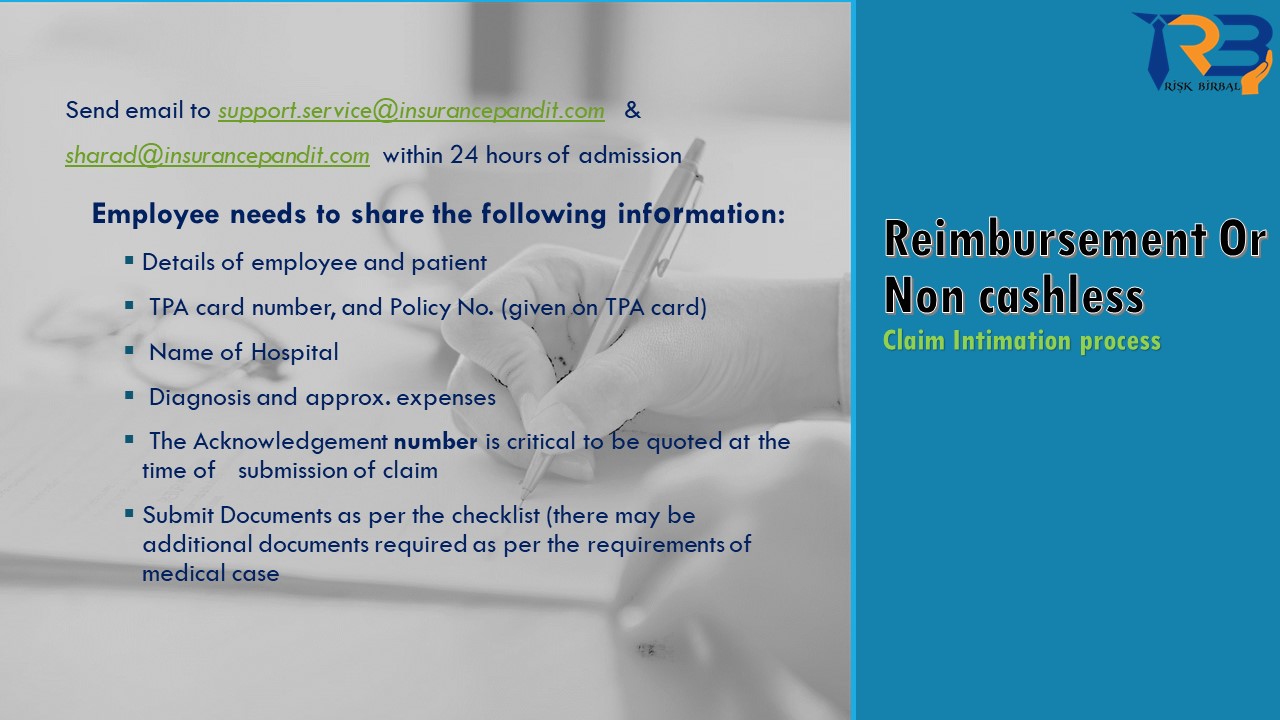 Send email to support.service@insurancepandit.com &
sharad@insurancepandit.com within 24 hours of admission
Employee needs to share the following information:
▪ Details of employee and patient
▪ TPA card number, and Policy No. (given on TPA card)
▪ Name of Hospital
▪ Diagnosis and approx. expenses
▪ The Acknowledgement number is critical to be quoted at the
time of submission of claim
▪ Submit Documents as per the checklist (there may be
additional documents required as per the requirements of
medical case
RB
RISK BIRBAL
Reimbursement Or
Non cashless
Claim Intimation process